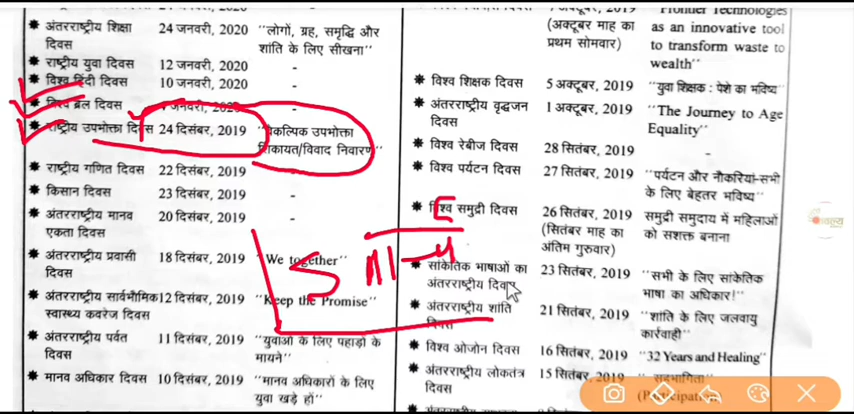 ✱ अंतरराष्ट्रीय शिक्षा 24 जनवरी, 2020 "लोगों, ग्रह, समृद्धि और
दिवस शांति के लिए सीखना"
✱ राष्ट्रीय युवा दिवस 12 जनवरी, 2020 -
✱ विश्व हिंदी दिवस 10 जनवरी, 2020 -
ब्रेल दिवस जनवरी, 2020 -
राष्ट्रीय उपभोक्ता दिवस 24 दिसंबर, 2019 "वैकल्पिक उपभोक्ता
शिकायत/विवाद निवारण"
✱ राष्ट्रीय गणित दिवस 22 दिसंबर, 2019 -
✱ किसान दिवस 23 दिसंबर, 2019 -
✱ अंतरराष्ट्रीय मानव 20 दिसंबर, 2019 -
एकता दिवस
✱ अंतरराष्ट्रीय प्रवासी 18 दिसंबर, 2019 "We together"
दिवस
✱ अंतरराष्ट्रीय सार्वभौमिक 12 दिसंबर, 2019 "Keep the Promise"
स्वास्थ्य कवरेज दिवस
✱ अंतरराष्ट्रीय पर्वत 11 दिसंबर, 2019 "युवाओं के लिए पहाड़ों के
दिवस मायने"
✱ मानव अधिकार दिवस 10 दिसंबर, 2019 "मानव अधिकारों के लिए
युवा खड़े हों"
Frontier Technologies
(अक्टूबर माह का as an innovative tool
प्रथम सोमवार) to transform waste to
wealth"
✱ विश्व शिक्षक दिवस 5 अक्टूबर, 2019 "युवा शिक्षक : पेशे का भविष्य"
✱ अंतरराष्ट्रीय वृद्धजन 1 अक्टूबर, 2019 "The Journey to Age
दिवस Equality"
✱ विश्व रेबीज दिवस 28 सितंबर, 2019 -
✱ विश्व पर्यटन दिवस 27 सितंबर, 2019 "पर्यटन और नौकरियां-सभी
के लिए बेहतर भविष्य"
✱ विश्व समुद्री दिवस 26 सितंबर, 2019 समुद्री समुदाय में महिलाओं
(सितंबर माह का को सशक्त बनाना
अंतिम गुरुवार)
✱ सांकेतिक भाषाओं का 23 सितंबर, 2019 "सभी के लिए सांकेतिक
अंतरराष्ट्रीय दिवस भाषा का अधिकार!"
✱ अंतरराष्ट्रीय शांति 21 सितंबर, 2019 "शांति के लिए जलवायु
दिवस कार्रवाही"
✱ विश्व ओजोन दिवस 16 सितंबर, 2019 "32 Years and Healing"
✱ अंतरराष्ट्रीय लोकतंत्र 15 सितंबर, 2019 "सहभागिता"
दिवस (Participation)